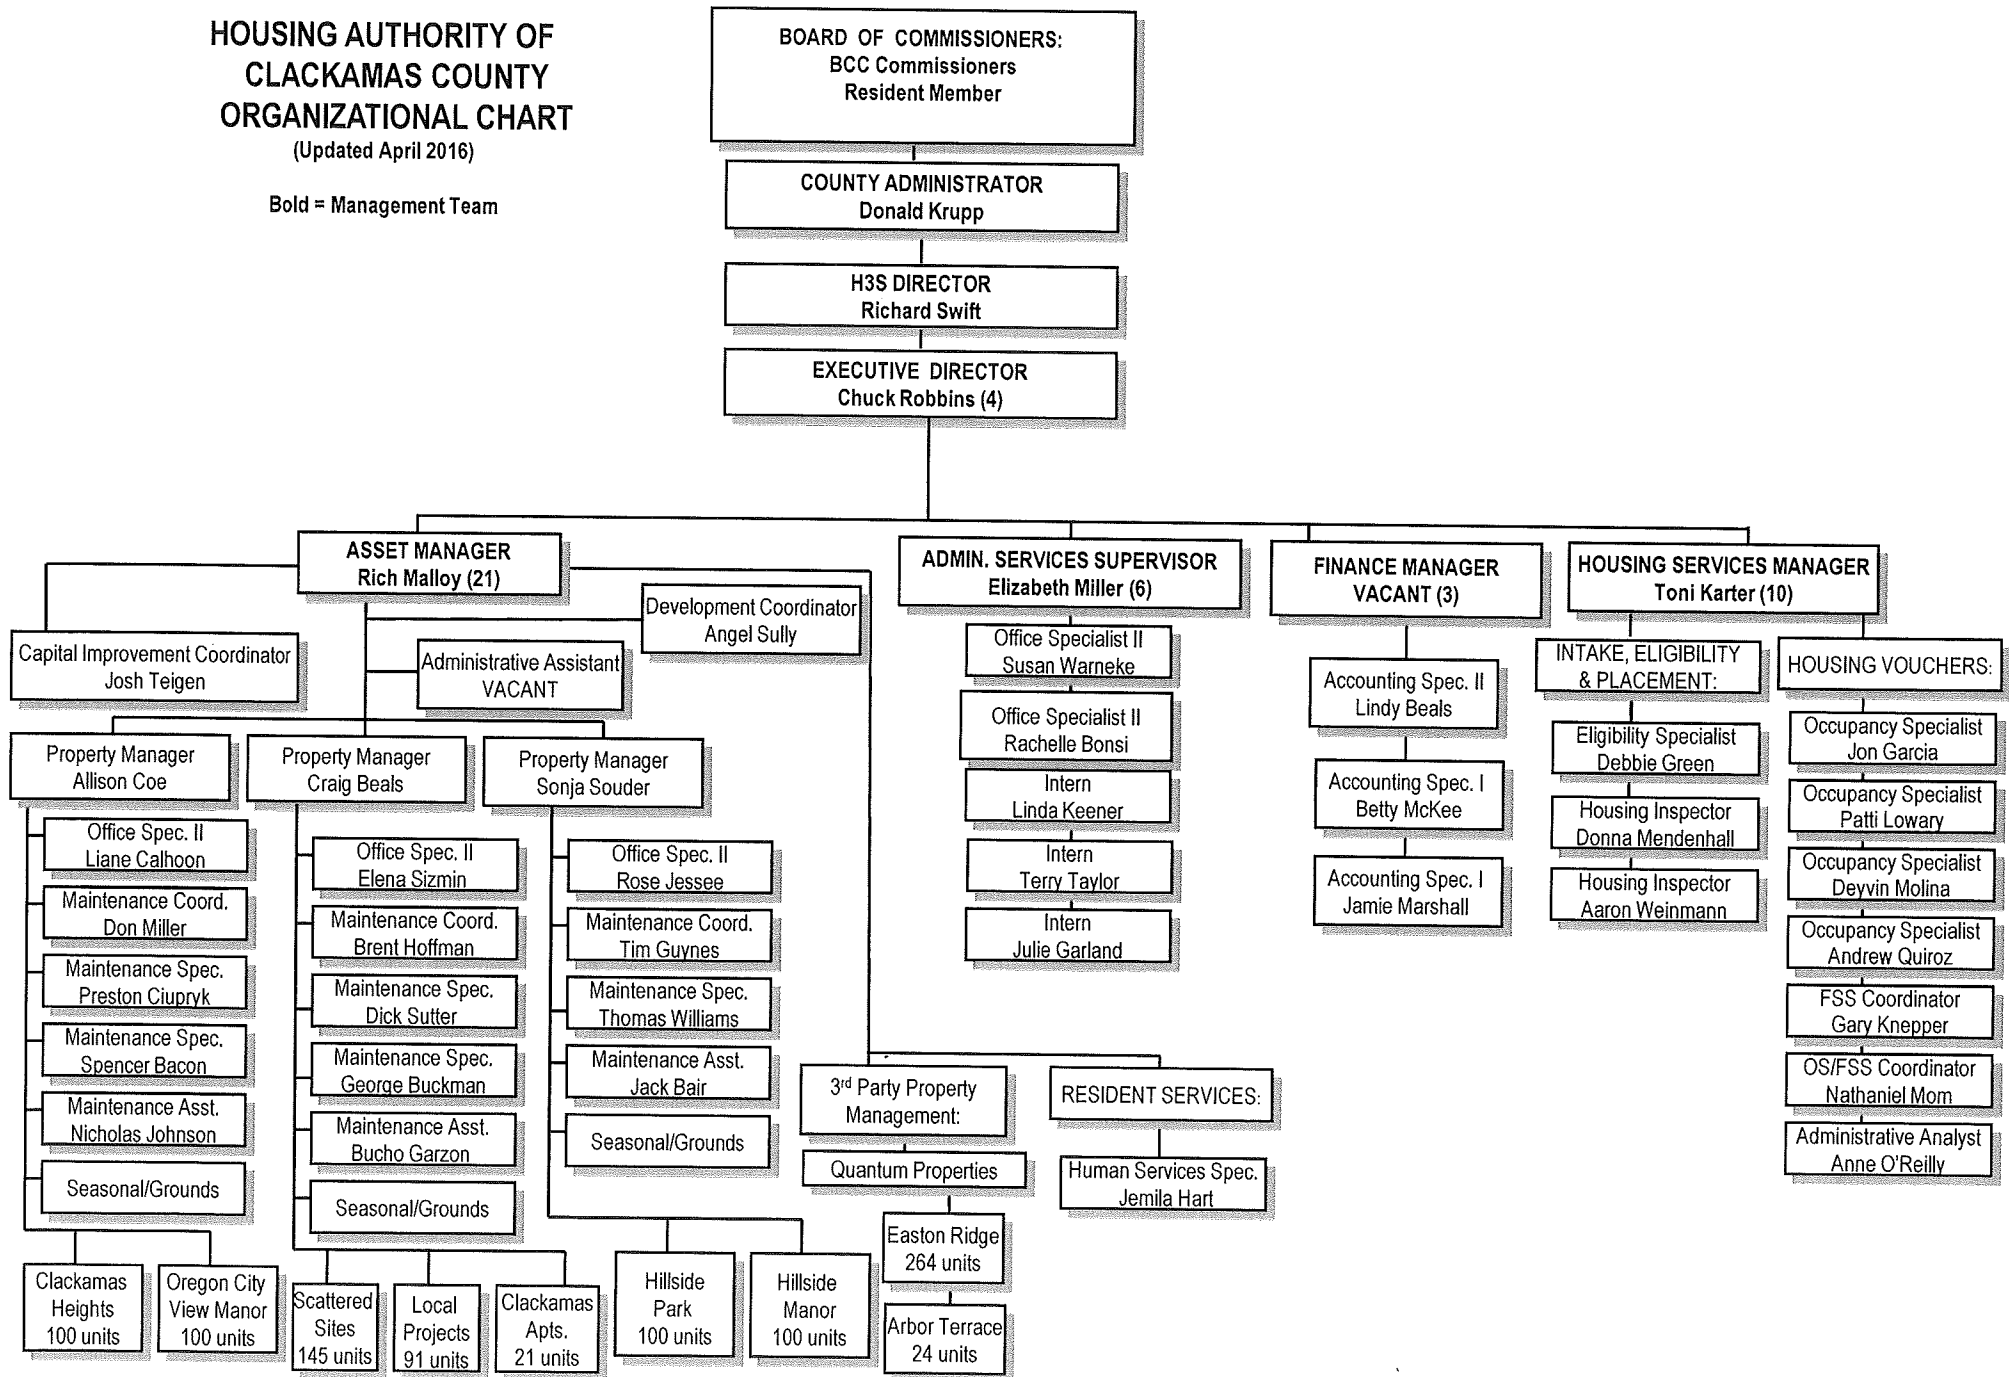 HOUSING AUTHORITY OF
CLACKAMAS COUNTY
ORGANIZATIONAL CHART
(Updated April 2016)
Bold = Management Team
BOARD OF COMMISSIONERS:
BCC Commissioners
Resident Member
COUNTY ADMINISTRATOR
Donald Krupp
H3S DIRECTOR
Richard Swift
EXECUTIVE DIRECTOR
Chuck Robbins (4)
ASSET MANAGER
Rich Malloy (21)
Capital Improvement Coordinator
Josh Teigen
Development Coordinator
Angel Sully
Administrative Assistant
VACANT
Property Manager
Allison Coe
Office Spec. II
Liane Calhoon
Maintenance Coord.
Don Miller
Maintenance Spec.
Preston Ciupryk
Maintenance Spec.
Spencer Bacon
Maintenance Asst.
Nicholas Johnson
Seasonal/Grounds
Clackamas
Heights
100 units
Oregon City
View Manor
100 units
Property Manager
Craig Beals
Office Spec. II
Elena Sizmin
Maintenance Coord.
Brent Hoffman
Maintenance Spec.
Dick Sutter
Maintenance Spec.
George Buckman
Maintenance Asst.
Bucho Garzon
Seasonal/Grounds
Scattered
Sites
145 units
Local
Projects
91 units
Clackamas
Apts.
21 units
Property Manager
Sonja Souder
Office Spec. II
Rose Jessee
Maintenance Coord.
Tim Guynes
Maintenance Spec.
Thomas Williams
Maintenance Asst.
Jack Bair
Seasonal/Grounds
Hillside
Park
100 units
Hillside
Manor
100 units
3rd Party Property
Management:
Quantum Properties
Easton Ridge
264 units
Arbor Terrace
24 units
RESIDENT SERVICES:
Human Services Spec.
Jemila Hart
ADMIN. SERVICES SUPERVISOR
Elizabeth Miller (6)
Office Specialist II
Susan Warneke
Office Specialist II
Rachelle Bonsi
Intern
Linda Keener
Intern
Terry Taylor
Intern
Julie Garland
FINANCE MANAGER
VACANT (3)
Accounting Spec. II
Lindy Beals
Accounting Spec. I
Betty McKee
Accounting Spec. I
Jamie Marshall
HOUSING SERVICES MANAGER
Toni Karter (10)
INTAKE, ELIGIBILITY
& PLACEMENT:
Eligibility Specialist
Debbie Green
Housing Inspector
Donna Mendenhall
Housing Inspector
Aaron Weinmann
HOUSING VOUCHERS:
Occupancy Specialist
Jon Garcia
Occupancy Specialist
Patti Lowary
Occupancy Specialist
Deyvin Molina
Occupancy Specialist
Andrew Quiroz
FSS Coordinator
Gary Knepper
OS/FSS Coordinator
Nathaniel Mom
Administrative Analyst
Anne O'Reilly